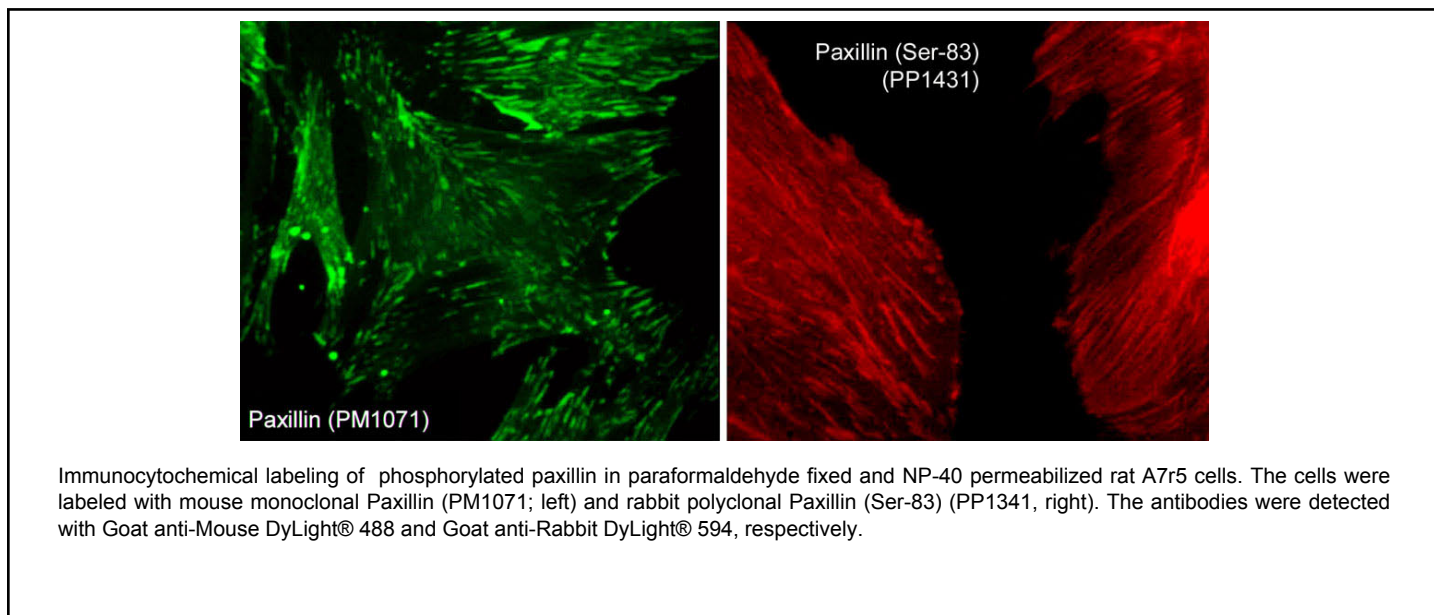 Paxillin (Ser-83)
(PP1431)
Paxillin (PM1071)
Immunocytochemical labeling of phosphorylated paxillin in paraformaldehyde fixed and NP-40 permeabilized rat A7r5 cells. The cells were
labeled with mouse monoclonal Paxillin (PM1071; left) and rabbit polyclonal Paxillin (Ser-83) (PP1341, right). The antibodies were detected
with Goat anti-Mouse DyLight® 488 and Goat anti-Rabbit DyLight® 594, respectively.